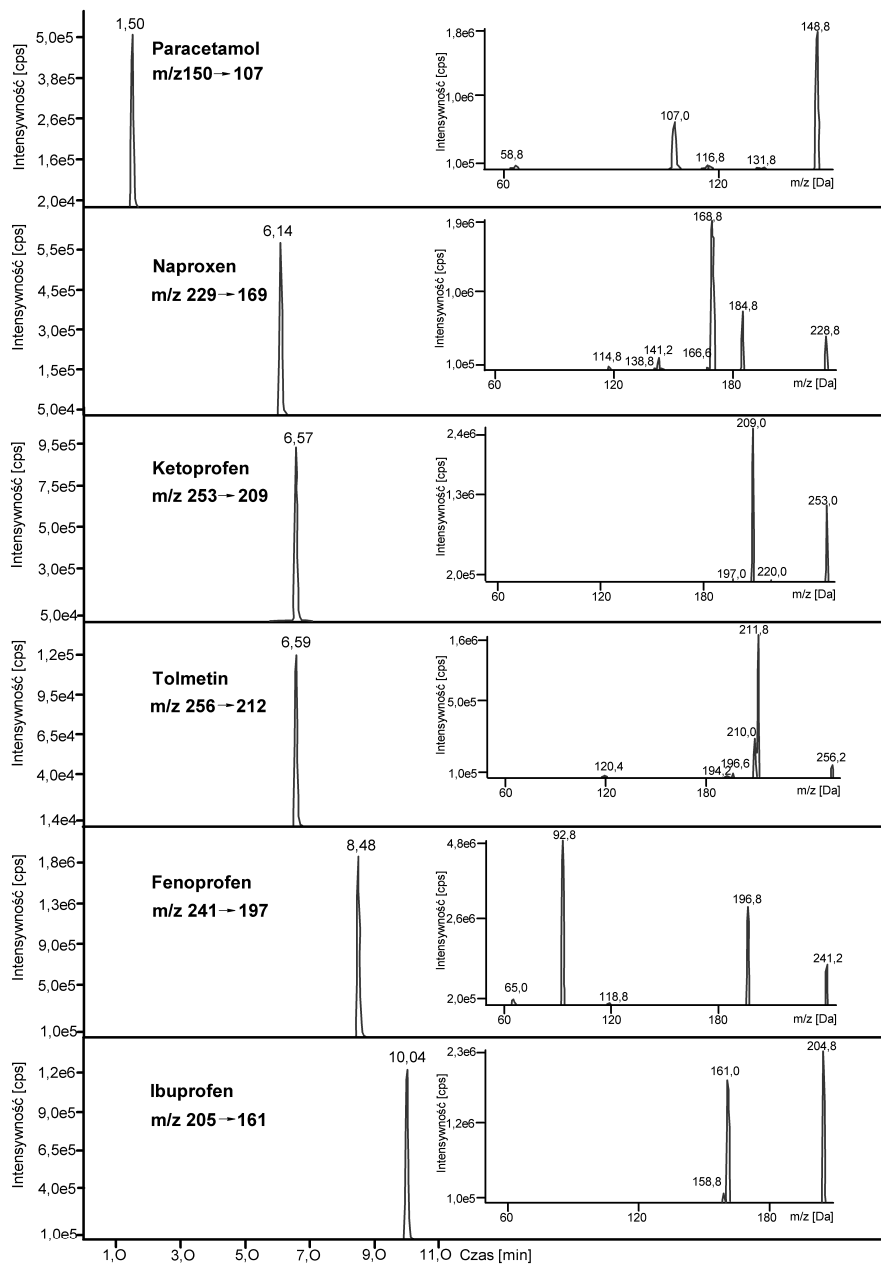 1,50
Intensywność [cps]
5,0e5
3,8e5
2,6e5
1,6e5
2,0e4
Paracetamol
m/z150→107
Intensywność [cps]
1,8e6
1,0e6
1,0e5
58,8
107,0
116,8
131,8
148,8
60
120
m/z [Da]
6,14
Intensywność [cps]
5,5e5
4,5e5
3,0e5
1,5e5
5,0e4
Naproxen
m/z 229→169
Intensywność [cps]
1,9e6
1,0e6
1,0e5
114,8
138,8
141,2
166,6
168,8
184,8
228,8
60
120
180
m/z [Da]
6,57
Intensywność [cps]
9,5e5
7,5e5
5,0e5
3,0e5
5,0e4
Ketoprofen
m/z 253→209
Intensywność [cps]
2,4e6
1,3e6
2,0e5
197,0
209,0
220,0
253,0
60
120
180
m/z [Da]
6,59
Intensywność [cps]
1,2e5
9,5e4
6,5e4
4,0e4
1,4e4
Tolmetin
m/z 256→212
Intensywność [cps]
1,6e6
5,0e5
1,0e5
120,4
194,2
196,6
210,0
211,8
256,2
60
120
180
m/z [Da]
8,48
Intensywność [cps]
1,8e6
1,3e6
9,0e5
5,0e5
1,0e5
Fenoprofen
m/z 241→197
Intensywność [cps]
4,8e6
2,6e6
2,0e5
65,0
92,8
118,8
196,8
241,2
60
120
180
m/z [Da]
10,04
Intensywność [cps]
1,2e6
9,0e5
6,5e5
4,0e5
1,0e5
Ibuprofen
m/z 205→161
Intensywność [cps]
2,3e6
1,2e6
1,0e5
158,8
161,0
204,8
60
120
180
m/z [Da]
1,O 3,O 5,O 7,O 9,O 11,O Czas [min]